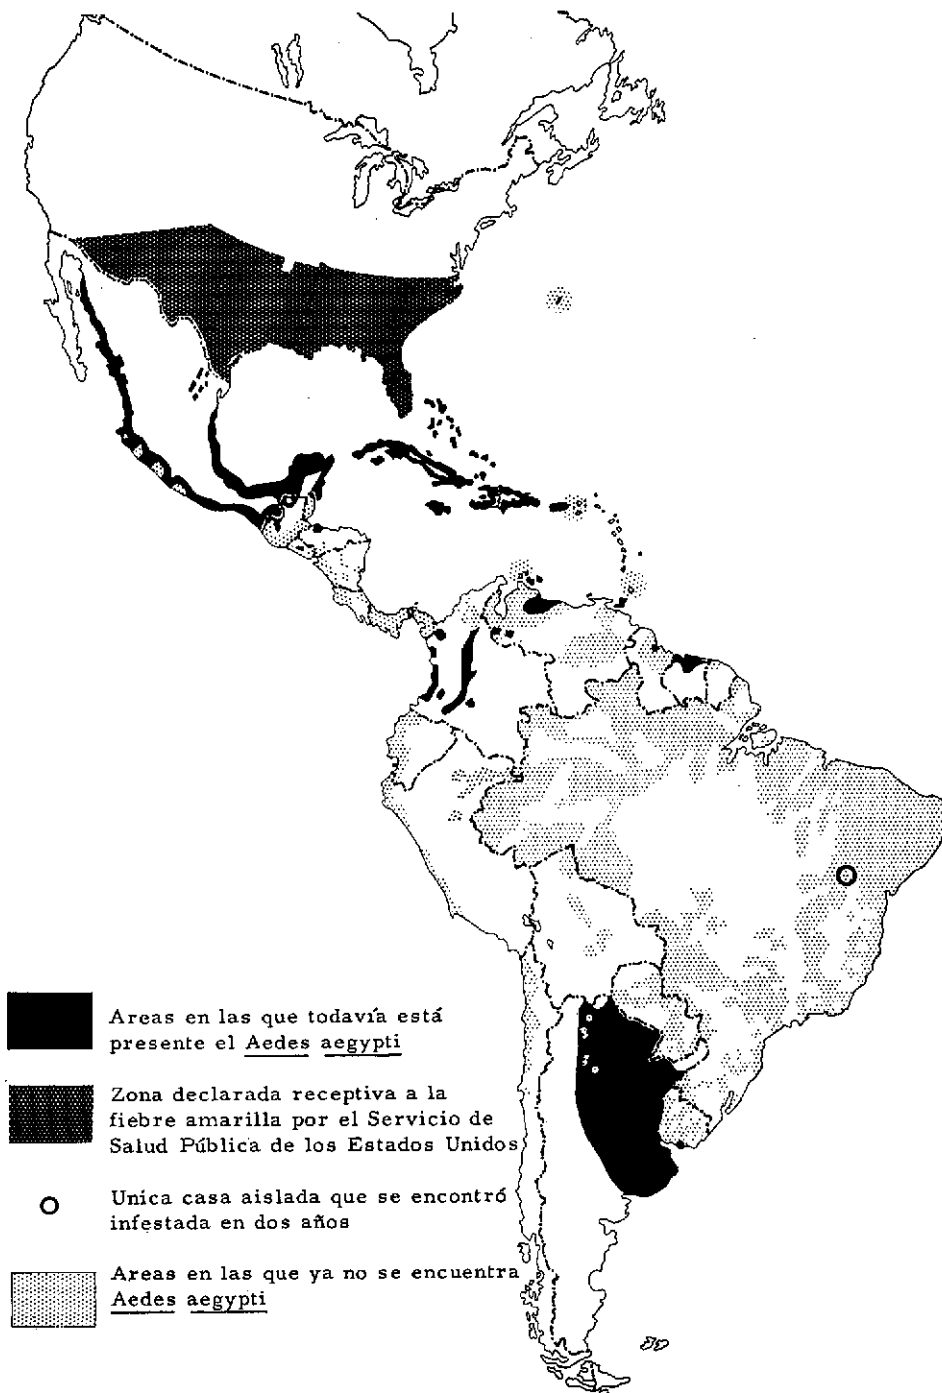 Areas en las que todavía está
presente el Aedes aegypti
Zona declarada receptiva a la
fiebre amarilla por el Servicio de
Salud Pública de los Estados Unidos
Unica casa aislada que se encontró
infestada en dos años
Areas en las que ya no se encuentra
Aedes aegypti